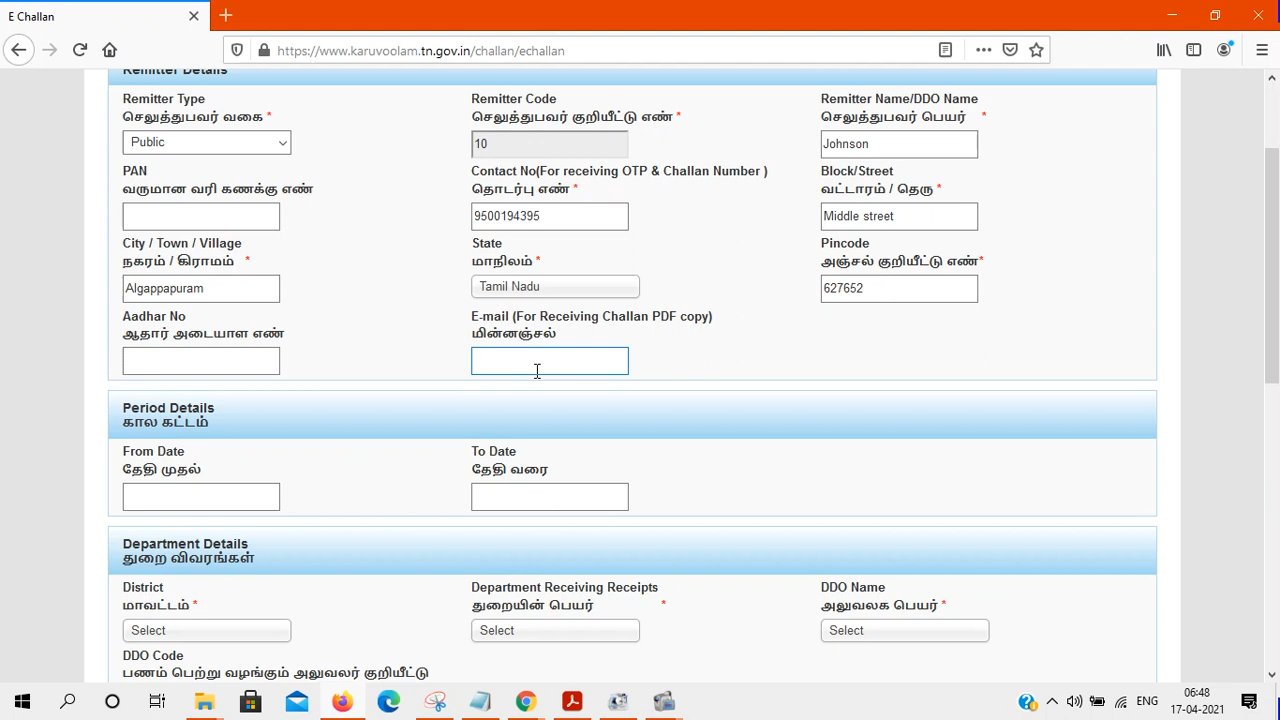 E Challan
https://www.karuvoolam.tn.gov.in/challan/echallan
Remitter Details
Remitter Type
செலுத்துபவர் வகை *
Public
Remitter Code
செலுத்துபவர் குறியீட்டு எண் *
10
Remitter Name/DDO Name
செலுத்துபவர் பெயர் *
Johnson
PAN
வருமான வரி கணக்கு எண்
Contact No(For receiving OTP & Challan Number )
தொடர்பு எண் *
9500194395
Block/Street
வட்டாரம் / தெரு *
Middle street
City / Town / Village
நகரம் / கிராமம் *
Algappapuram
State
மாநிலம் *
Tamil Nadu
Pincode
அஞ்சல் குறியீட்டு எண்*
627652
Aadhar No
ஆதார் அடையாள எண்
E-mail (For Receiving Challan PDF copy)
மின்னஞ்சல்
Period Details
கால கட்டம்
From Date
தேதி முதல்
To Date
தேதி வரை
Department Details
துறை விவரங்கள்
District
மாவட்டம் *
Select
Department Receiving Receipts
துறையின் பெயர் *
Select
DDO Name
அலுவலக பெயர் *
Select
DDO Code
பணம் பெற்று வழங்கும் அலுவலர் குறியீட்டு
ENG
06:48
17-04-2021